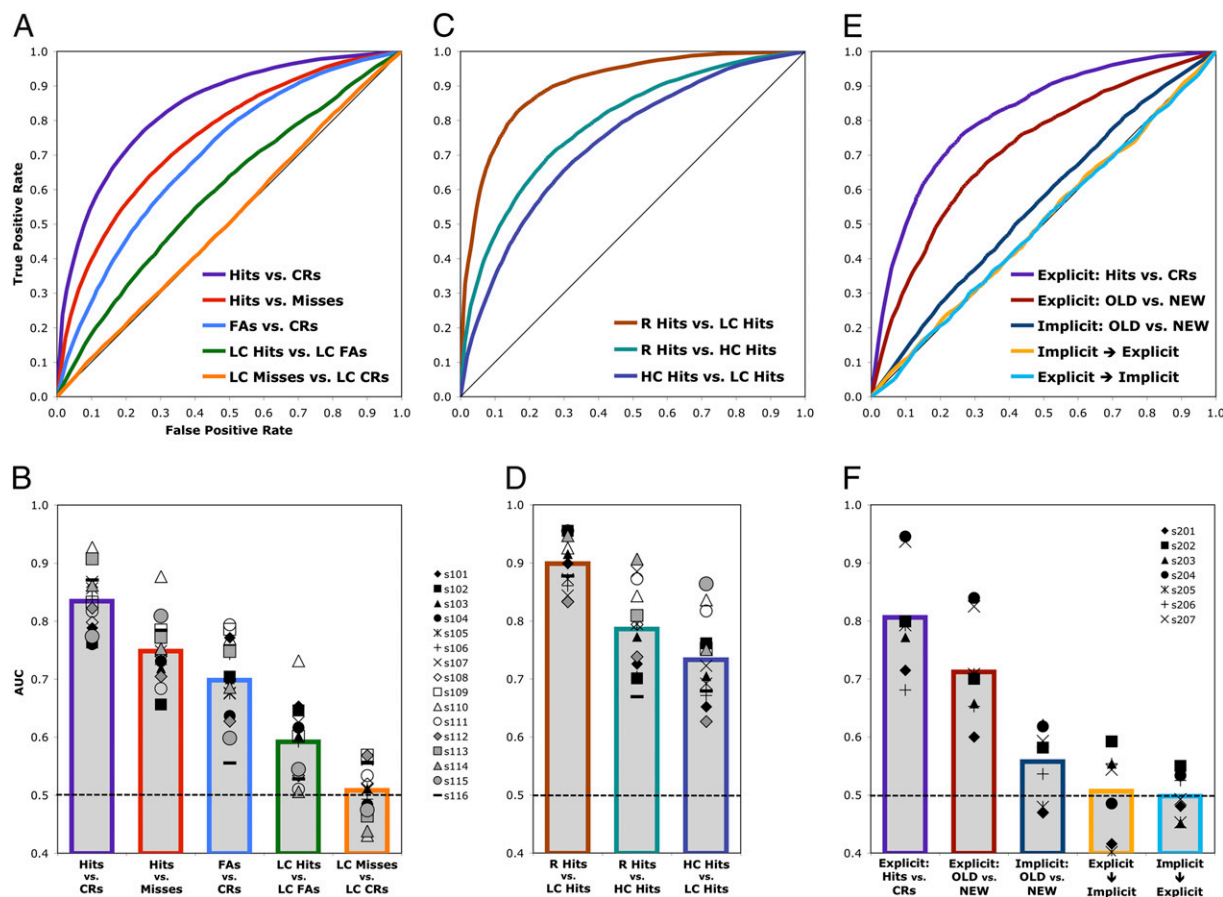 A
1.0
0.9
0.8
0.7
0.6
0.5
0.4
0.3
0.2
0.1
0.0
True Positive Rate
Hits vs. CRs
Hits vs. Misses
FAs vs. CRs
LC Hits vs. LC FAs
LC Misses vs. LC CRs
0.0 0.1 0.2 0.3 0.4 0.5 0.6 0.7 0.8 0.9 1.0
False Positive Rate
C
1.0
0.9
0.8
0.7
0.6
0.5
0.4
0.3
0.2
0.1
0.0
R Hits vs. LC Hits
R Hits vs. HC Hits
HC Hits vs. LC Hits
0.0 0.1 0.2 0.3 0.4 0.5 0.6 0.7 0.8 0.9 1.0
E
1.0
0.9
0.8
0.7
0.6
0.5
0.4
0.3
0.2
0.1
0.0
Explicit: Hits vs. CRs
Explicit: OLD vs. NEW
Implicit: OLD vs. NEW
Implicit ➔ Explicit
Explicit ➔ Implicit
0.0 0.1 0.2 0.3 0.4 0.5 0.6 0.7 0.8 0.9 1.0
B
1.0
0.9
0.8
0.7
0.6
0.5
0.4
AUC
Hits vs. CRs
Hits vs. Misses
FAs vs. CRs
LC Hits vs. LC FAs
LC Misses vs. LC CRs
s101
s102
s103
s104
s105
s106
s107
s108
s109
s110
s111
s112
s113
s114
s115
s116
D
1.0
0.9
0.8
0.7
0.6
0.5
0.4
R Hits vs. LC Hits
R Hits vs. HC Hits
HC Hits vs. LC Hits
F
1.0
0.9
0.8
0.7
0.6
0.5
0.4
s201
s202
s203
s204
s205
s206
s207
Explicit: Hits vs. CRs
Explicit: OLD vs. NEW
Implicit: OLD vs. NEW
Explicit ↓ Implicit
Implicit ↓ Explicit